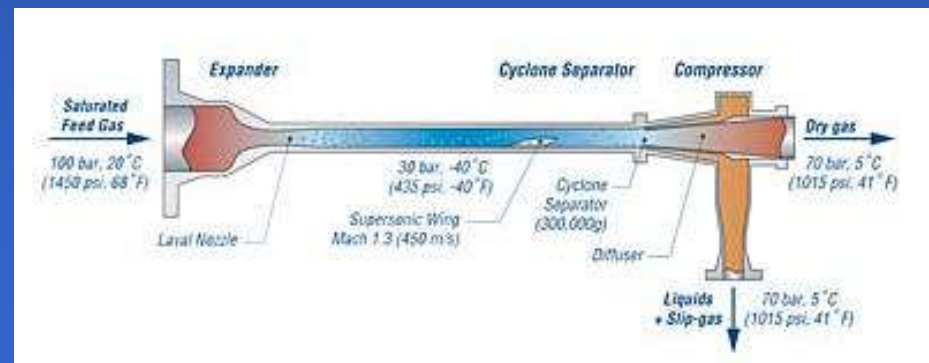 Expander
Cyclone Separator
Compressor
Saturated
Feed Gas
100 bar, 20°C
(1450 psi, 68°F)
30 bar, -40°C
(435 psi, -40°F)
Supersonic Wing
Mach 1.3 (450 m/s)
Laval Nozzle
Cyclone
Separator
(300,000g)
Diffuser
Dry gas
70 bar, 5°C
(1015 psi, 41°F)
Liquids
+ Slip-gas
70 bar, 5°C
(1015 psi, 41°F)